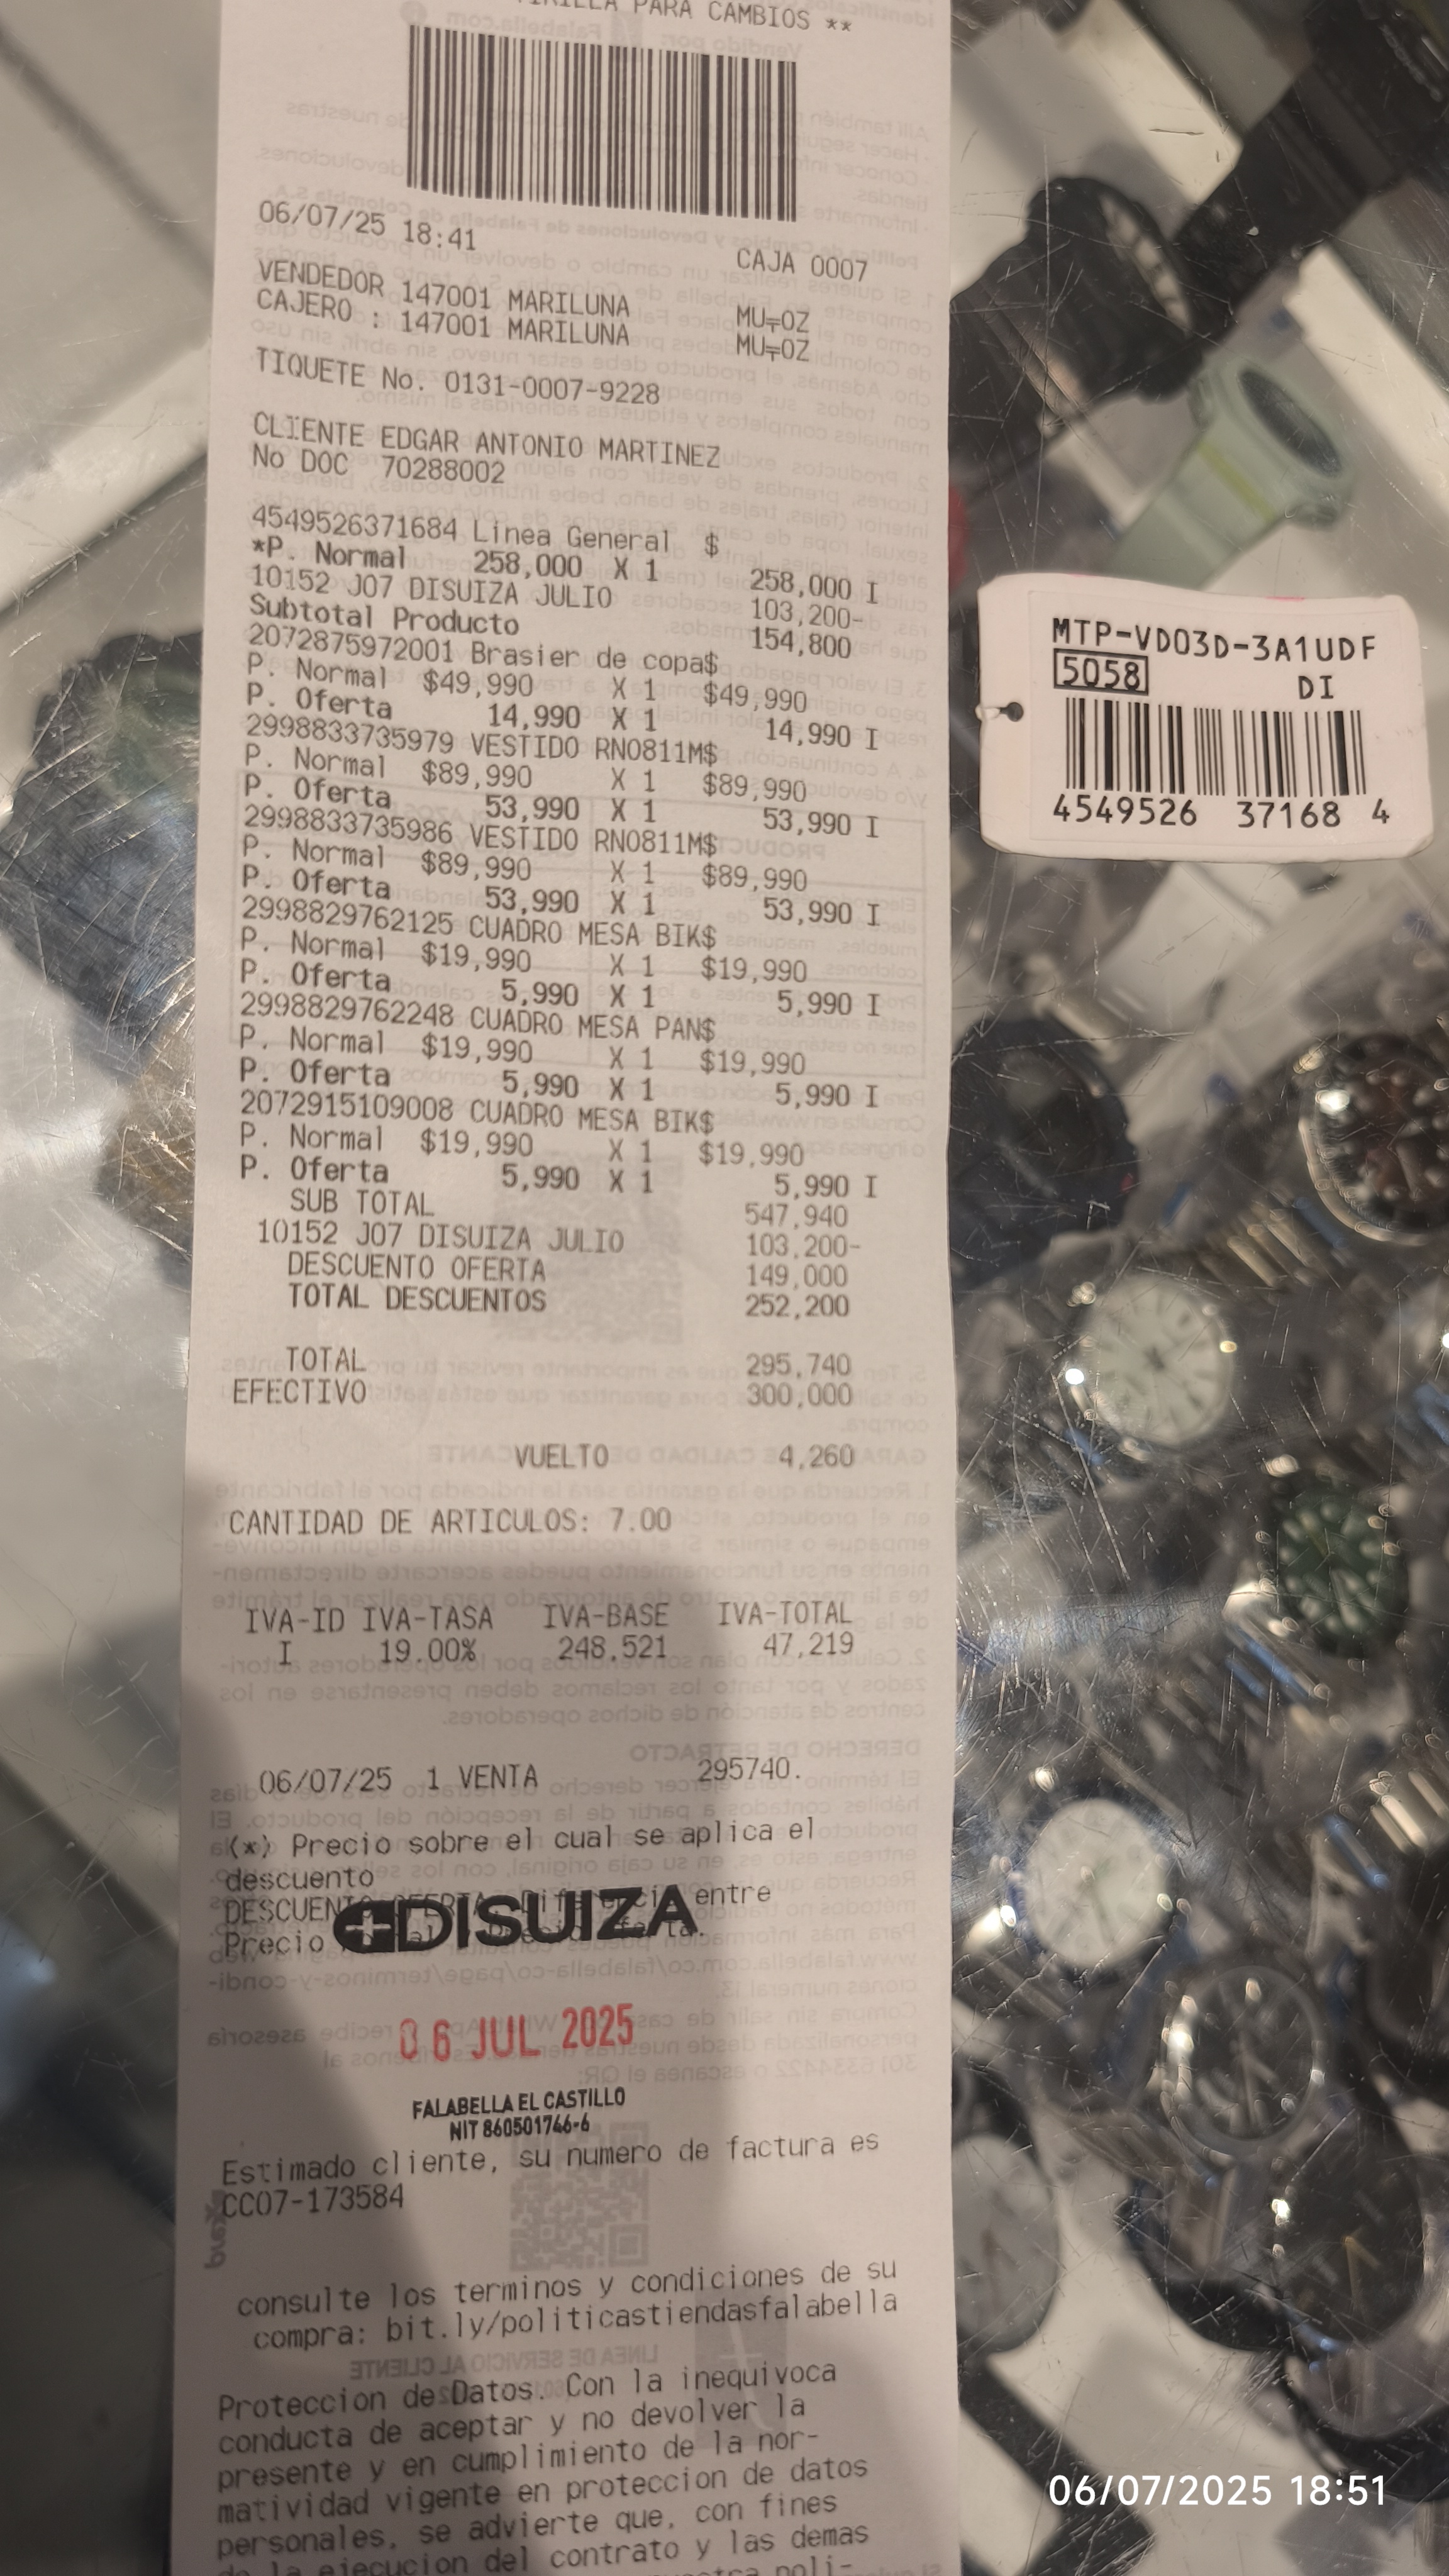 PARA CAMBIOS **
06/07/25 18:41
CAJA 0007
VENDEDOR 147001 MARILUNA MU╤OZ
CAJERO : 147001 MARILUNA MU╤OZ
TIQUETE No. 0131-0007-9228
CLIENTE EDGAR ANTONIO MARTINEZ
No DOC 70288002
4549526371684 Linea General $
*P. Normal 258,000 X 1 258,000 I
10152 J07 DISUIZA JULIO 103,200-
Subtotal Producto 154,800
2072875972001 Brasier de copa$
P. Normal $49,990 X 1 $49,990
P. Oferta 14,990 X 1 14,990 I
2998833735979 VESTIDO RN0811M$
P. Normal $89,990 X 1 $89,990
P. Oferta 53,990 X 1 53,990 I
2998833735986 VESTIDO RN0811M$
P. Normal $89,990 X 1 $89,990
P. Oferta 53,990 X 1 53,990 I
2998829762125 CUADRO MESA BIK$
P. Normal $19,990 X 1 $19,990
P. Oferta 5,990 X 1 5,990 I
2998829762248 CUADRO MESA PAN$
P. Normal $19,990 X 1 $19,990
P. Oferta 5,990 X 1 5,990 I
2072915109008 CUADRO MESA BIK$
P. Normal $19,990 X 1 $19,990
P. Oferta 5,990 X 1 5,990 I
SUB TOTAL 547,940
10152 J07 DISUIZA JULIO 103,200-
DESCUENTO OFERTA 149,000
TOTAL DESCUENTOS 252,200
TOTAL 295,740
EFECTIVO 300,000
VUELTO 4,260
CANTIDAD DE ARTICULOS: 7.00
IVA-ID IVA-TASA IVA-BASE IVA-TOTAL
I 19.00% 248,521 47,219
06/07/25 1 VENTA 295740.
(*) Precio sobre el cual se aplica el
descuento
DESCUENTO OFERTA entre
Precio
DISUIZA
06 JUL 2025
FALABELLA EL CASTILLO
NIT 860501746-6
Estimado cliente, su numero de factura es
CC07-173584
consulte los terminos y condiciones de su
compra: bit.ly/politicastiendasfalabella
Proteccion de Datos. Con la inequivoca
conducta de aceptar y no devolver la
presente y en cumplimiento de la nor-
matividad vigente en proteccion de datos
personales, se advierte que, con fines
de la ejecucion del contrato y las demas
MTP-VD03D-3A1UDF
5058 DI
4549526 37168 4
06/07/2025 18:51